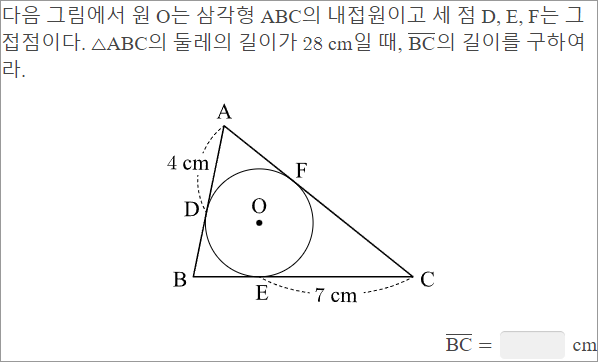 다음 그림에서 원 O는 삼각형 ABC의 내접원이고 세 점 D, E, F는 그
접점이다. △ABC의 둘레의 길이가 28 cm일 때, B̅C̅의 길이를 구하여
라.
A
4 cm
F
D
O
B
C
E
7 cm
B̅C̅ = cm